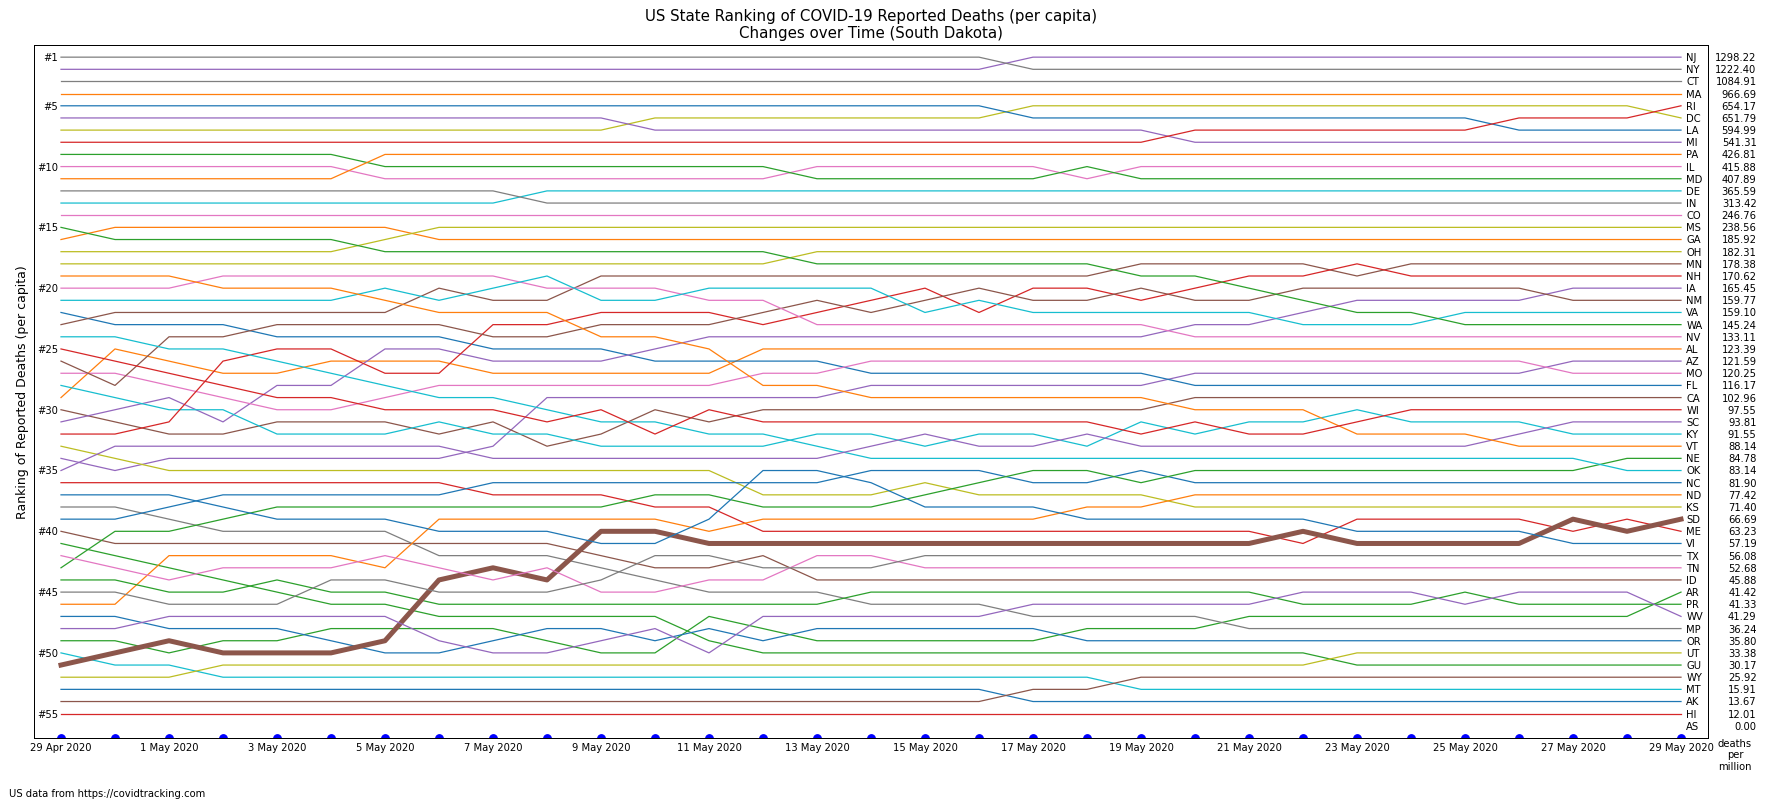 US State Ranking of COVID-19 Reported Deaths (per capita)
Changes over Time (South Dakota)
Ranking of Reported Deaths (per capita)
#1
#5
#10
#15
#20
#25
#30
#35
#40
#45
#50
#55
NJ 1298.22
NY 1222.40
CT 1084.91
MA 966.69
RI 654.17
DC 651.79
LA 594.99
MI 541.31
PA 426.81
IL 415.88
MD 407.89
DE 365.59
IN 313.42
CO 246.76
MS 238.56
GA 185.92
OH 182.31
MN 178.38
NH 170.62
IA 165.45
NM 159.77
VA 159.10
WA 145.24
NV 133.11
AL 123.39
AZ 121.59
MO 120.25
FL 116.17
CA 102.96
WI 97.55
SC 93.81
KY 91.55
VT 88.14
NE 84.78
OK 83.14
NC 81.90
ND 77.42
KS 71.40
SD 66.69
ME 63.23
VI 57.19
TX 56.08
TN 52.68
ID 45.88
AR 41.42
PR 41.33
WV 41.29
MP 36.24
OR 35.80
UT 33.38
GU 30.17
WY 25.92
MT 15.91
AK 13.67
HI 12.01
AS 0.00
29 Apr 2020 1 May 2020 3 May 2020 5 May 2020 7 May 2020 9 May 2020 11 May 2020 13 May 2020 15 May 2020 17 May 2020 19 May 2020 21 May 2020 23 May 2020 25 May 2020 27 May 2020 29 May 2020
deaths
per
million
US data from https://covidtracking.com